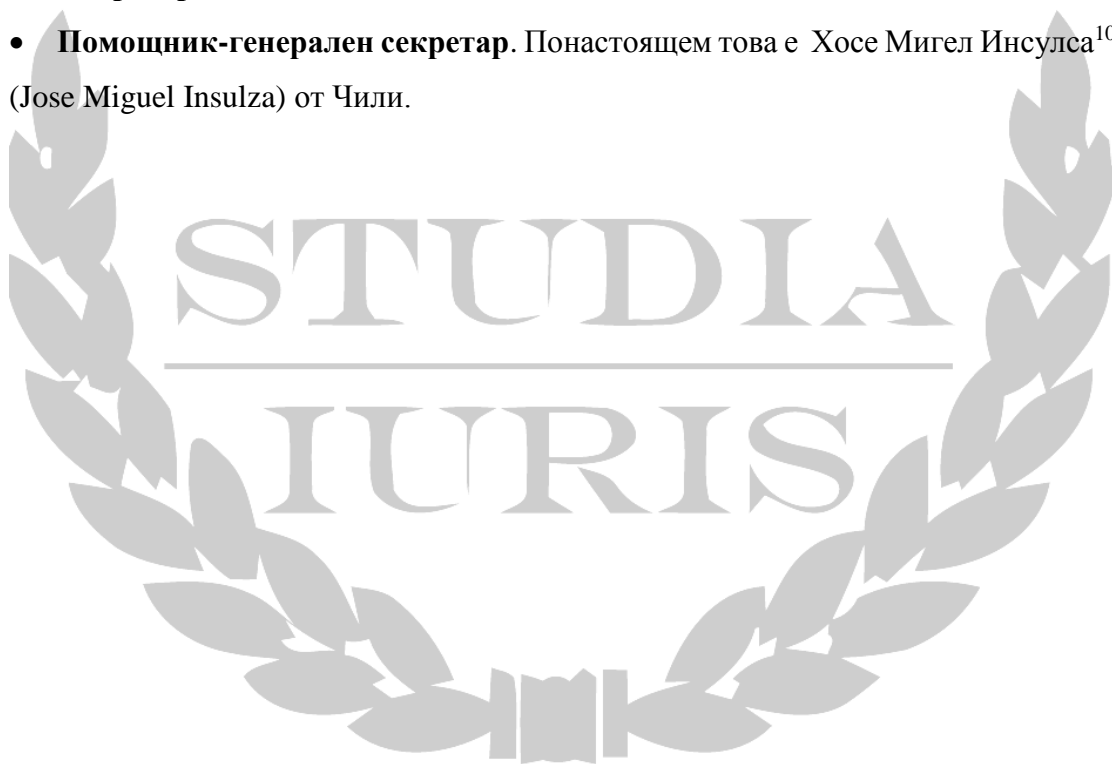 • Помощник-генерален секретар. Понастоящем това е Хосе Мигел Инсулса10
(Jose Miguel Insulza) от Чили.
STUDIA
IURIS